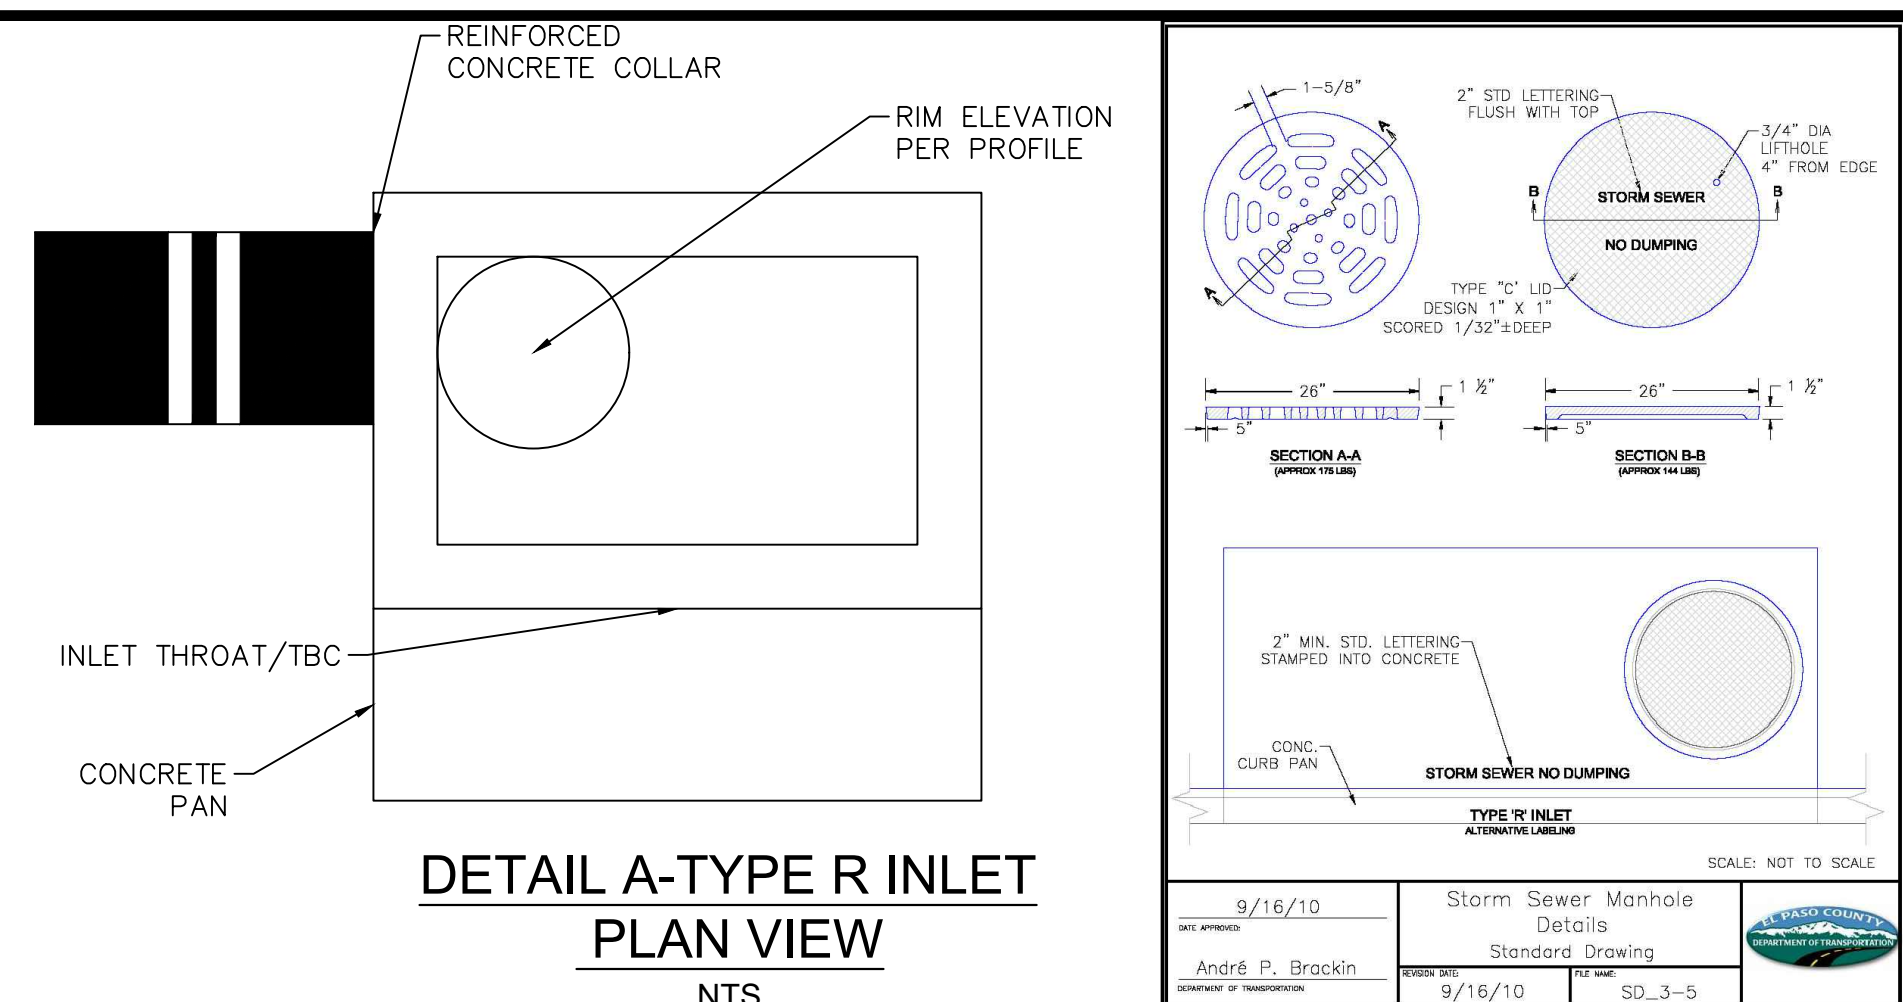 REINFORCED
CONCRETE COLLAR
RIM ELEVATION
PER PROFILE
INLET THROAT/TBC
CONCRETE
PAN
DETAIL A-TYPE R INLET
PLAN VIEW
NTS
1-5/8"
A
A
2" STD LETTERING
FLUSH WITH TOP
3/4" DIA
LIFTHOLE
4" FROM EDGE
B
B
STORM SEWER
NO DUMPING
TYPE "C' LID
DESIGN 1" X 1"
SCORED 1/32"±DEEP
26"
1 ½"
5"
SECTION A-A
(APPROX 175 LBS)
26"
1 ½"
5"
SECTION B-B
(APPROX 144 LBS)
2" MIN. STD. LETTERING
STAMPED INTO CONCRETE
CONC.
CURB PAN
STORM SEWER NO DUMPING
TYPE 'R' INLET
ALTERNATIVE LABELING
SCALE: NOT TO SCALE
9/16/10
DATE APPROVED:
André P. Brackin
DEPARTMENT OF TRANSPORTATION
Storm Sewer Manhole
Details
Standard Drawing
REVISION DATE:
9/16/10
FILE NAME:
SD_3-5
EL PASO COUNTY
DEPARTMENT OF TRANSPORTATION